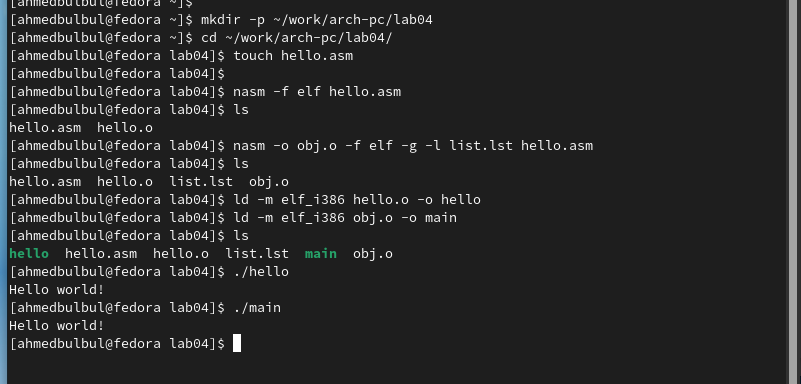 [ahmedbulbul@fedora ~]$
[ahmedbulbul@fedora ~]$ mkdir -p ~/work/arch-pc/lab04
[ahmedbulbul@fedora ~]$ cd ~/work/arch-pc/lab04/
[ahmedbulbul@fedora lab04]$ touch hello.asm
[ahmedbulbul@fedora lab04]$
[ahmedbulbul@fedora lab04]$ nasm -f elf hello.asm
[ahmedbulbul@fedora lab04]$ ls
hello.asm  hello.o
[ahmedbulbul@fedora lab04]$ nasm -o obj.o -f elf -g -l list.lst hello.asm
[ahmedbulbul@fedora lab04]$ ls
hello.asm  hello.o  list.lst  obj.o
[ahmedbulbul@fedora lab04]$ ld -m elf_i386 hello.o -o hello
[ahmedbulbul@fedora lab04]$ ld -m elf_i386 obj.o -o main
[ahmedbulbul@fedora lab04]$ ls
hello  hello.asm  hello.o  list.lst  main  obj.o
[ahmedbulbul@fedora lab04]$ ./hello
Hello world!
[ahmedbulbul@fedora lab04]$ ./main
Hello world!
[ahmedbulbul@fedora lab04]$